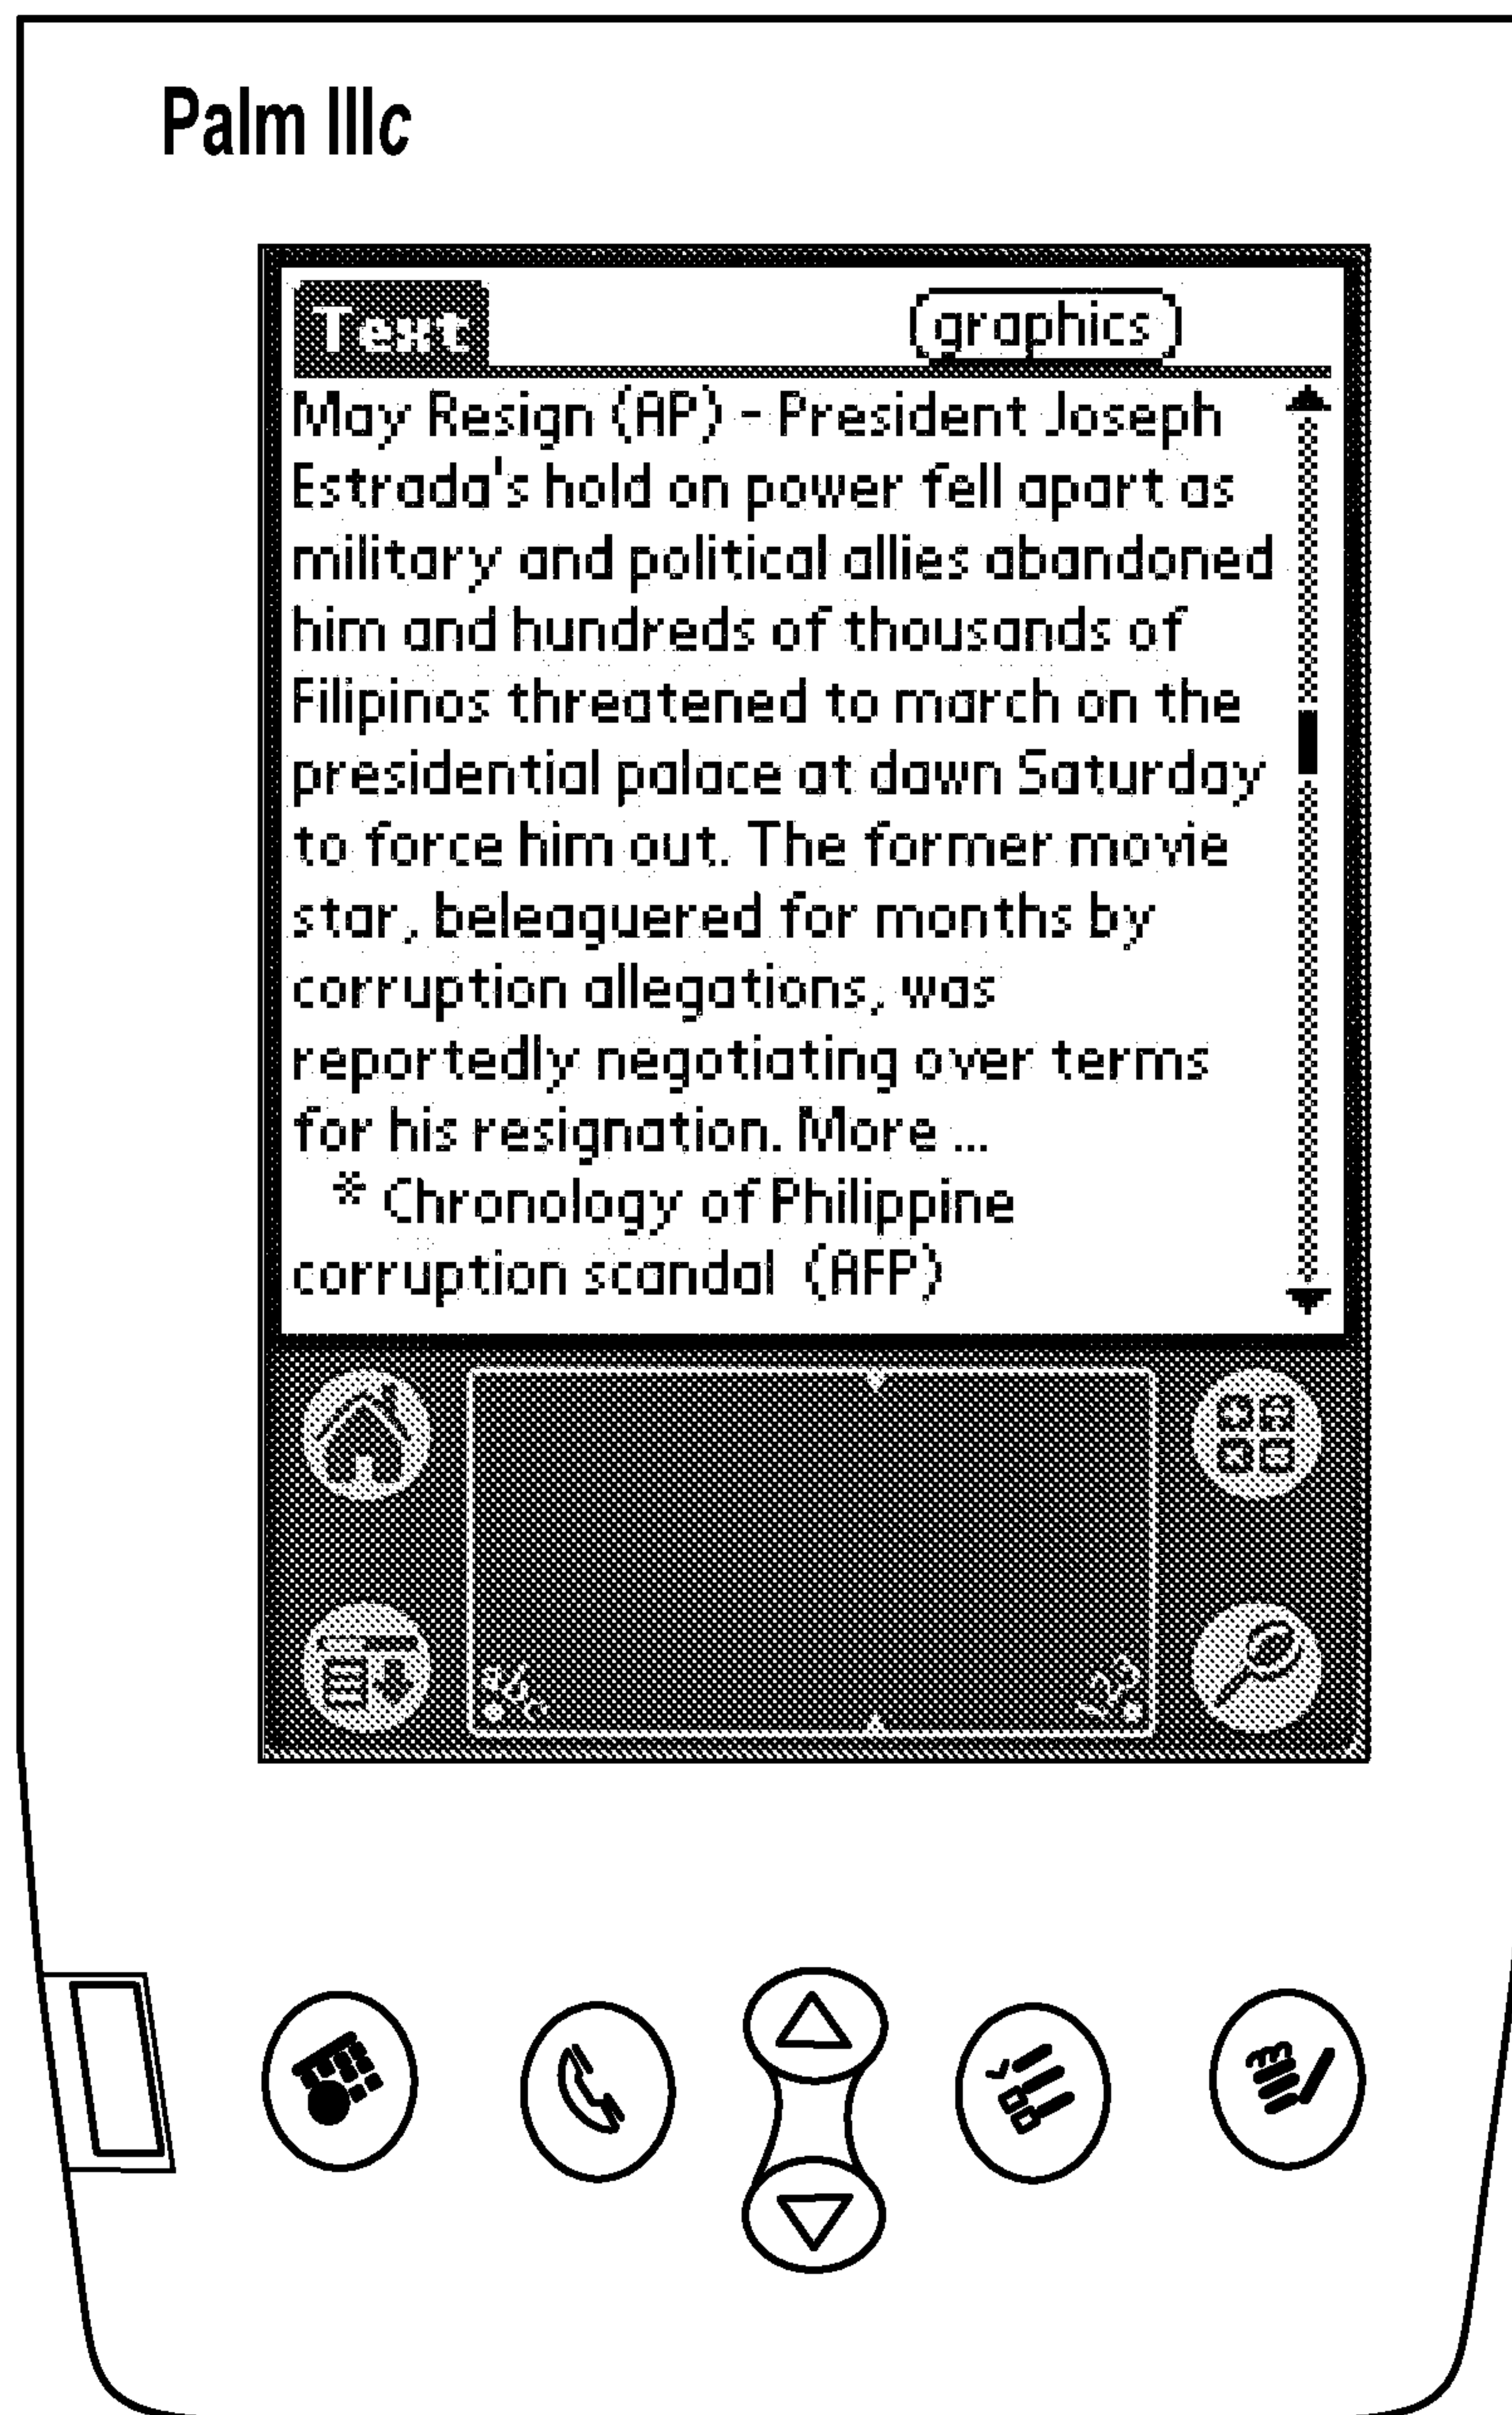 Palm IIIc
Text
graphics
May Resign (AP) - President Joseph
Estrada's hold on power fell apart as
military and political allies abandoned
him and hundreds of thousands of
Filipinos threatened to march on the
presidential palace at dawn Saturday
to force him out. The former movie
star, beleaguered for months by
corruption allegations, was
reportedly negotiating over terms
for his resignation. More ...
* Chronology of Philippine
corruption scandal (AFP)
abc
123